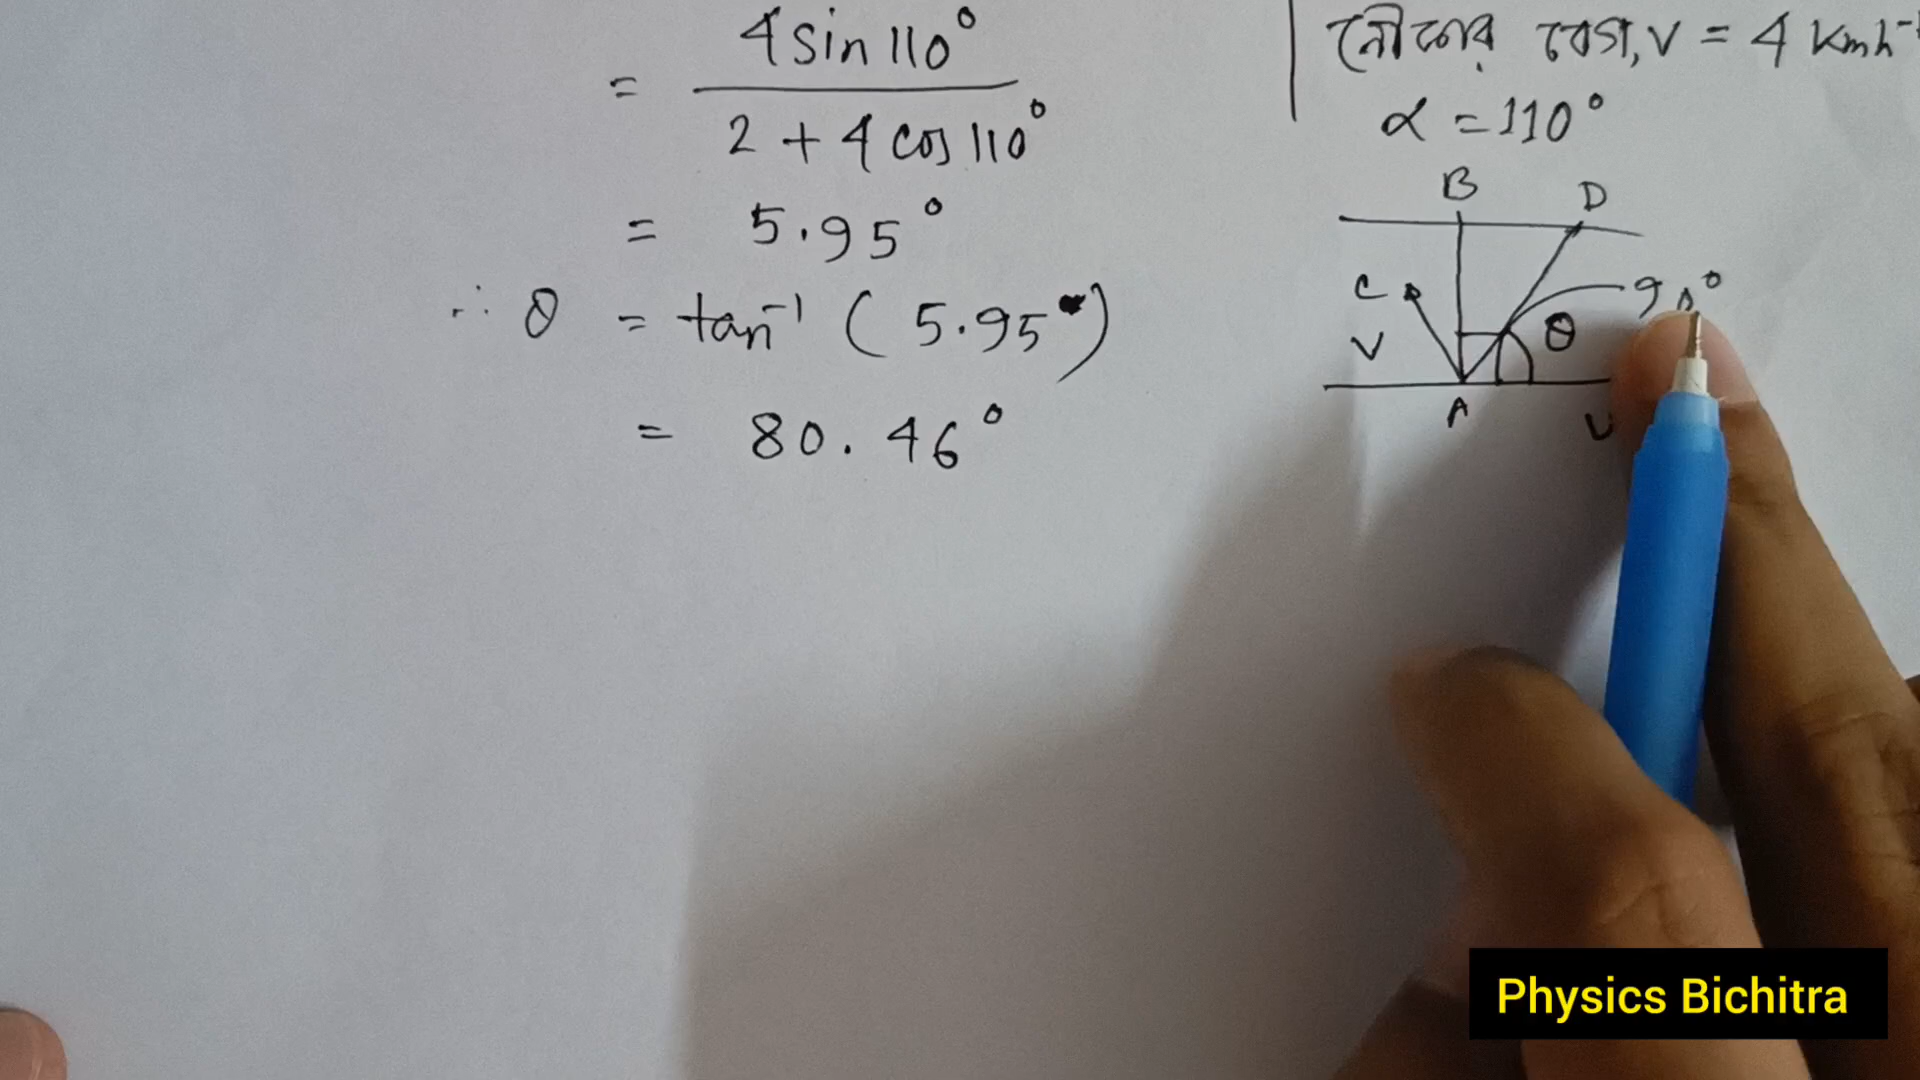 = 4 sin 110° / 2 + 4 cos 110°
= 5.95°
∴ θ = tan⁻¹ (5.95)
= 80.46°
নৌকার বেগ, v = 4 Kmh⁻
α = 110°
B D
C 90°
V θ
A U
Physics Bichitra